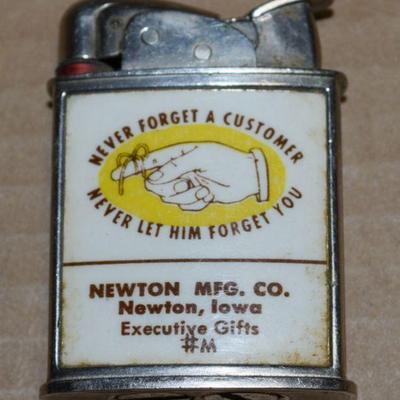 NEVER FORGET A CUSTOMER
NEVER LET HIM FORGET YOU
NEWTON MFG. CO.
Newton, Iowa
Executive Gifts
#M